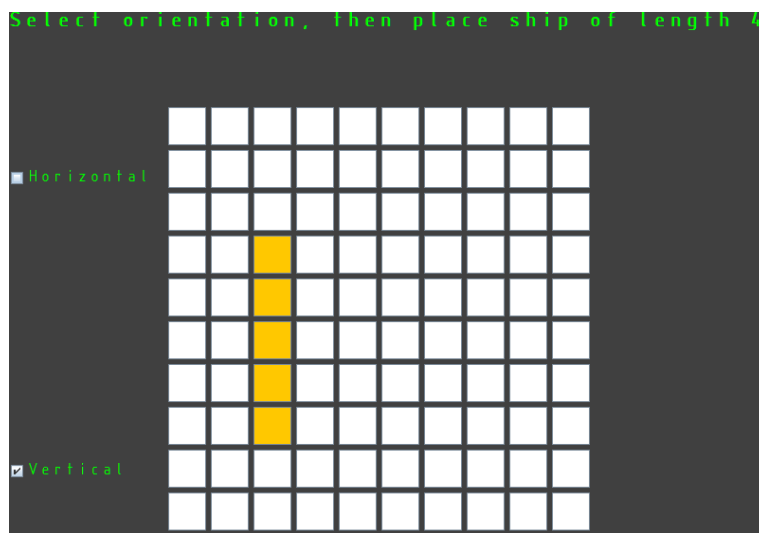 Select orientation, then place ship of length 4
Horizontal
Vertical